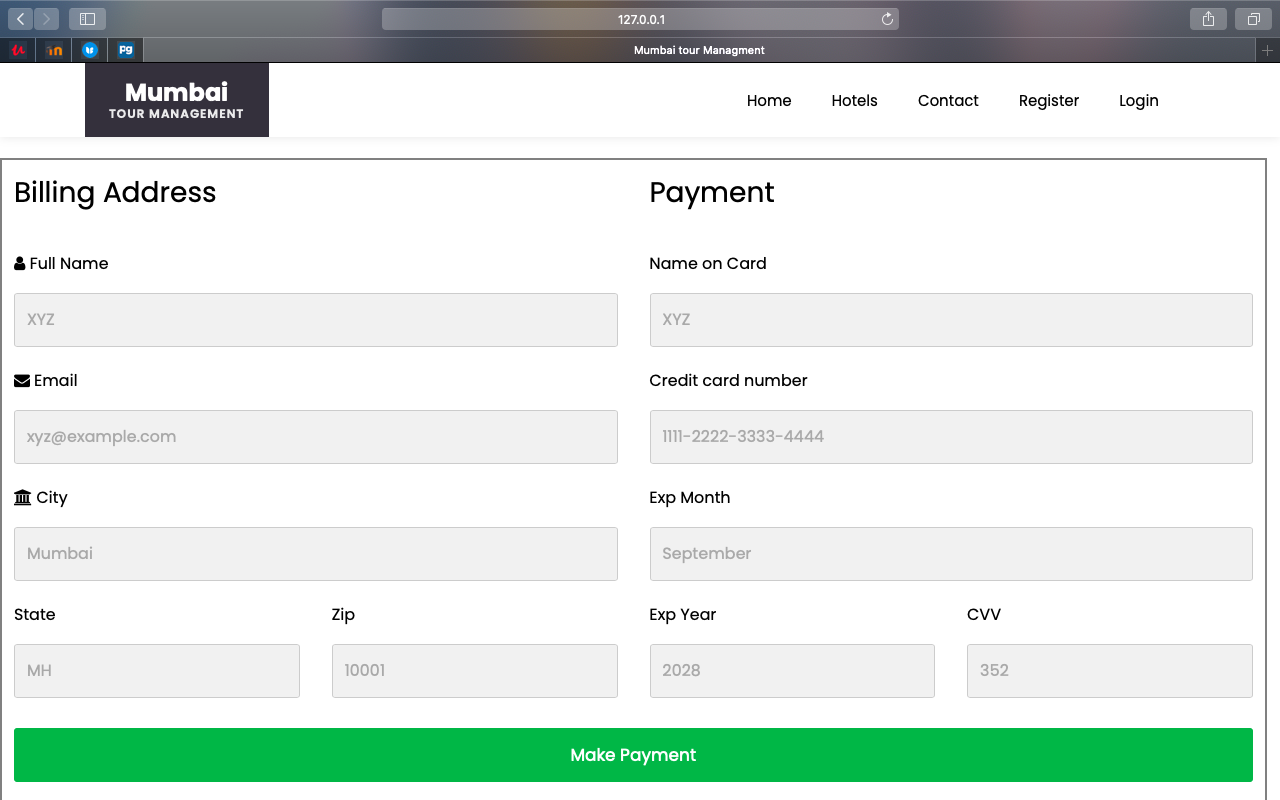 127.0.0.1
in
pg
Mumbai tour Managment
Mumbai
TOUR MANAGEMENT
Home Hotels Contact Register Login
Billing Address
Payment
Full Name
Name on Card
XYZ
XYZ
Email
Credit card number
xyz@example.com
1111-2222-3333-4444
City
Exp Month
Mumbai
September
State
Zip
Exp Year
CVV
MH
10001
2028
352
Make Payment